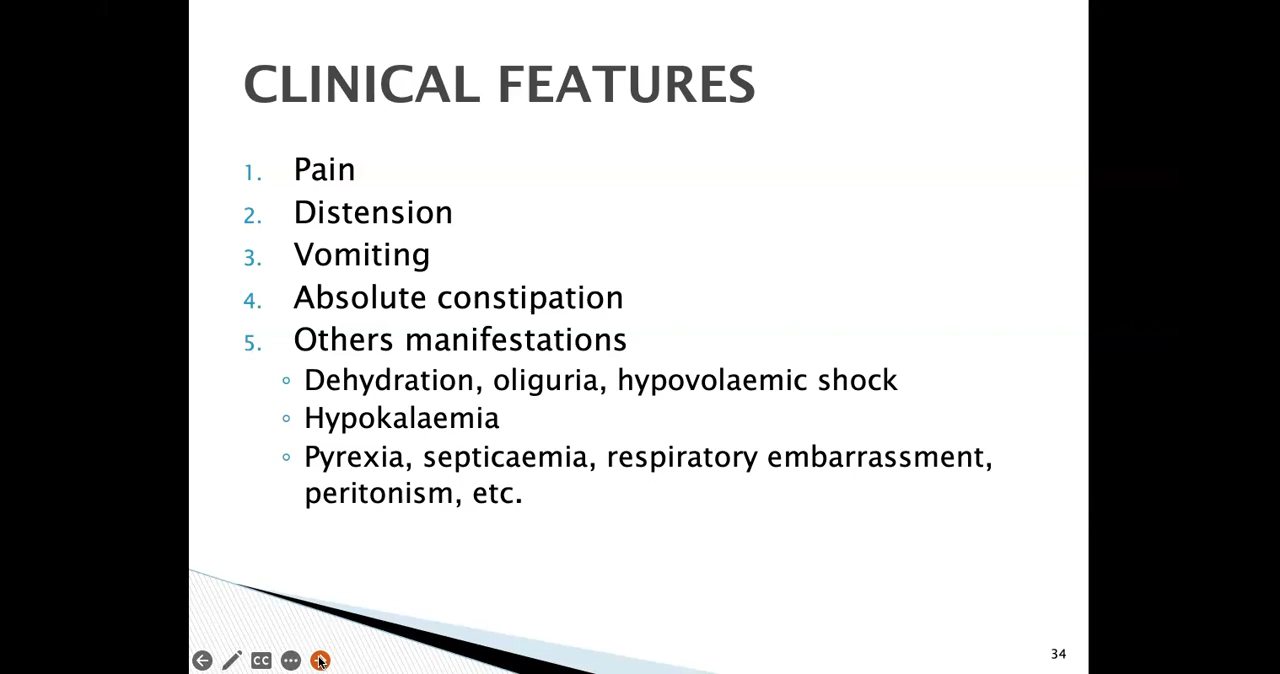 CLINICAL FEATURES
1. Pain
2. Distension
3. Vomiting
4. Absolute constipation
5. Others manifestations
◦ Dehydration, oliguria, hypovolaemic shock
◦ Hypokalaemia
◦ Pyrexia, septicaemia, respiratory embarrassment,
peritonism, etc.
CC
34